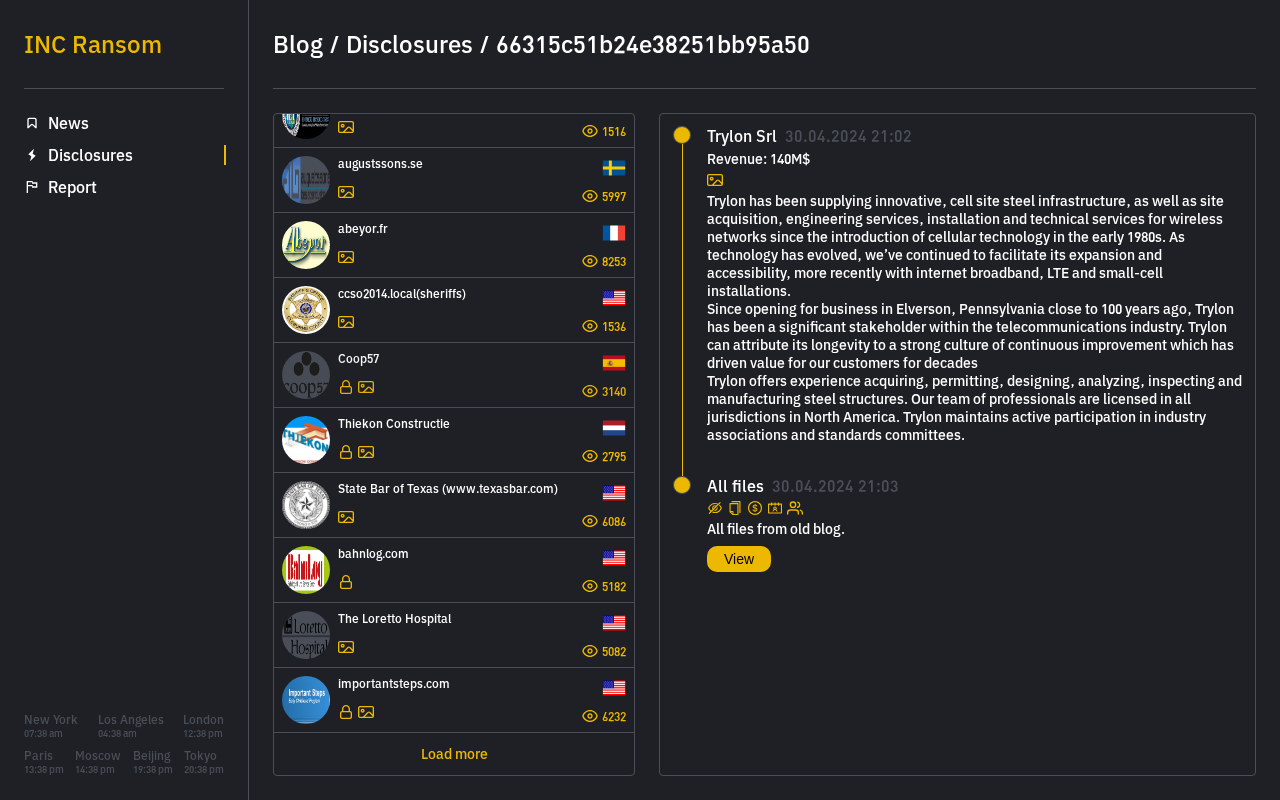 INC Ransom
News
Disclosures
Report
New York Los Angeles London
07:38 am 04:38 am 12:38 pm
Paris Moscow Beijing Tokyo
13:38 pm 14:38 pm 19:38 pm 20:38 pm
Blog / Disclosures / 66315c51b24e38251bb95a50
1516
augustssons.se
5997
abeyor.fr
Abeyor
8253
ccso2014.local(sheriffs)
1536
Coop57
coop57
3140
Thiekon Constructie
THIEKON
2795
State Bar of Texas (www.texasbar.com)
6086
bahnlog.com
BahnLog
5182
The Loretto Hospital
Loretto
Hospital
5082
importantsteps.com
Important Steps
6232
Load more
Trylon Srl 30.04.2024 21:02
Revenue: 140M$
Trylon has been supplying innovative, cell site steel infrastructure, as well as site
acquisition, engineering services, installation and technical services for wireless
networks since the introduction of cellular technology in the early 1980s. As
technology has evolved, we’ve continued to facilitate its expansion and
accessibility, more recently with internet broadband, LTE and small-cell
installations.
Since opening for business in Elverson, Pennsylvania close to 100 years ago, Trylon
has been a significant stakeholder within the telecommunications industry. Trylon
can attribute its longevity to a strong culture of continuous improvement which has
driven value for our customers for decades
Trylon offers experience acquiring, permitting, designing, analyzing, inspecting and
manufacturing steel structures. Our team of professionals are licensed in all
jurisdictions in North America. Trylon maintains active participation in industry
associations and standards committees.
All files 30.04.2024 21:03
All files from old blog.
View